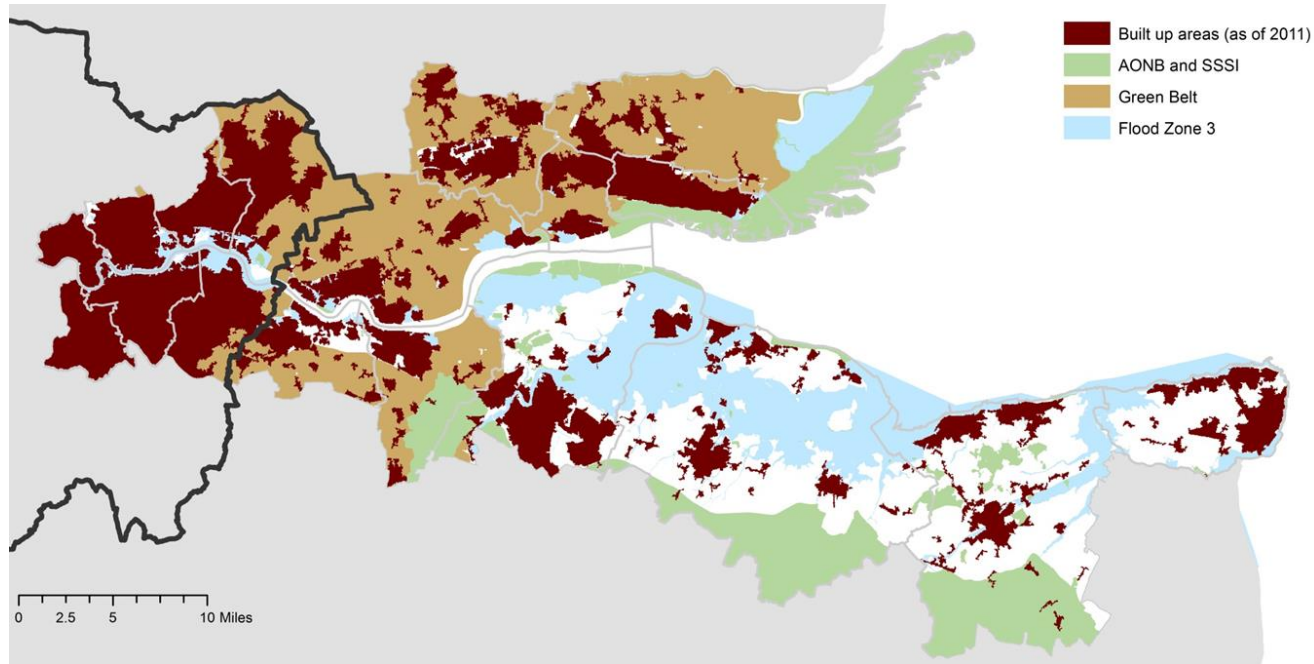 Built up areas (as of 2011)
AONB and SSSI
Green Belt
Flood Zone 3
0 2.5 5 10 Miles